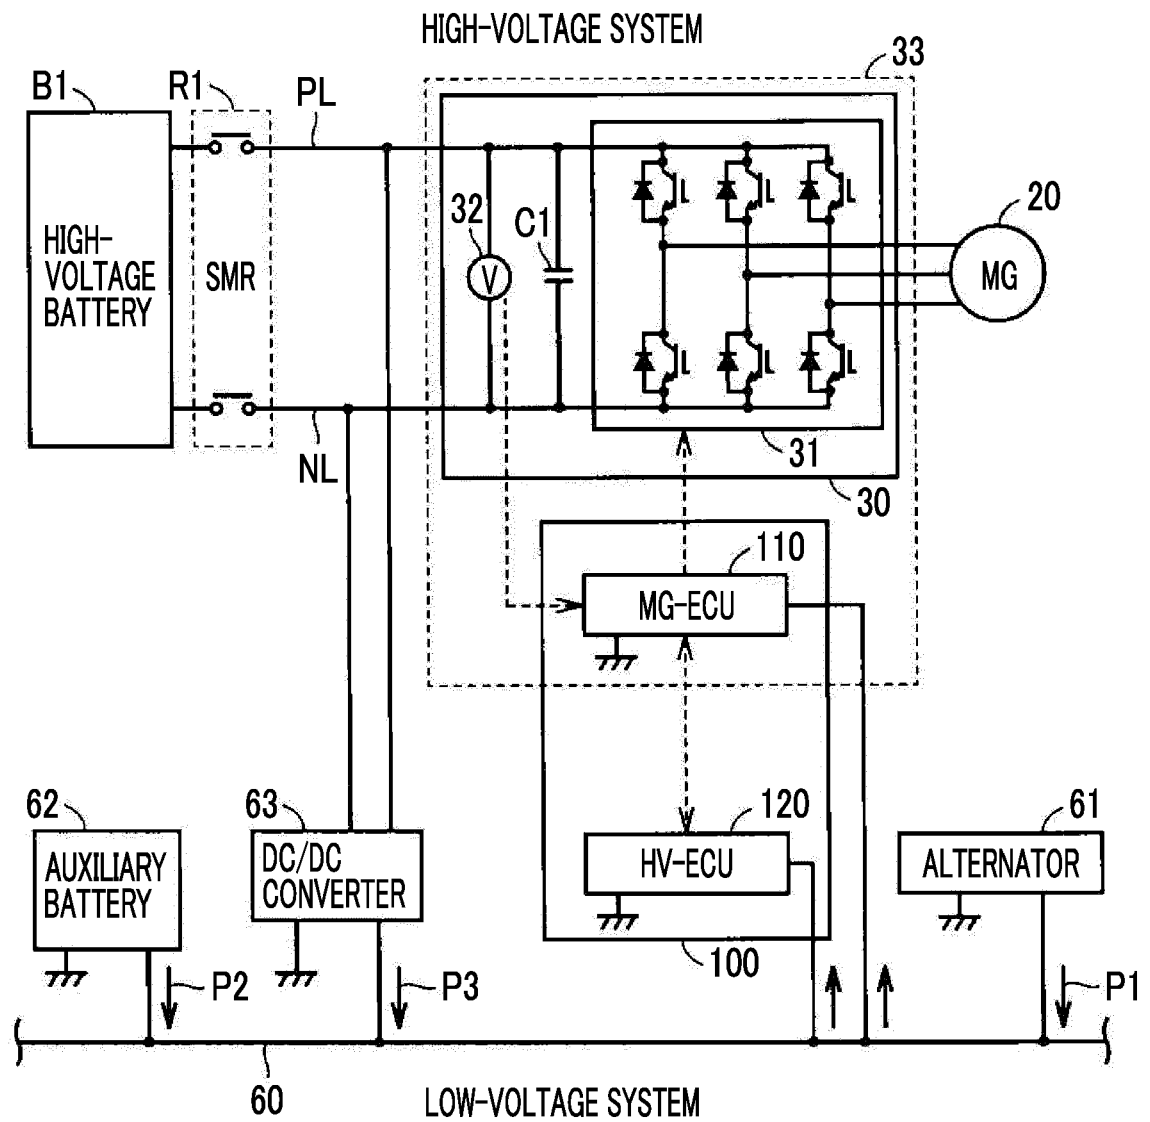 HIGH-VOLTAGE SYSTEM
33
B1
R1
PL
HIGH-
VOLTAGE
BATTERY
SMR
32
V
C1
20
MG
NL
31
30
110
MG-ECU
62
AUXILIARY
BATTERY
63
DC/DC
CONVERTER
120
HV-ECU
61
ALTERNATOR
100
P2
P3
P1
60
LOW-VOLTAGE SYSTEM